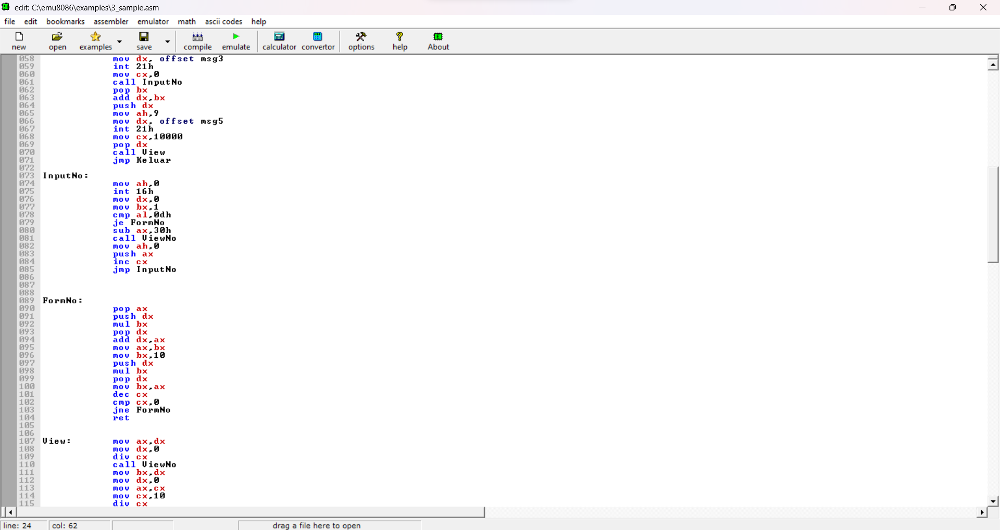 edit: C:\emu8086\examples\3_sample.asm
file edit bookmarks assembler emulator math ascii codes help
new open examples save compile emulate calculator convertor options help About
058 mov dx, offset msg3
059 int 21h
060 mov cx,0
061 call InputNo
062 pop bx
063 add dx,bx
064 push dx
065 mov ah,9
066 mov dx, offset msg5
067 int 21h
068 mov cx,10000
069 pop dx
070 call View
071 jmp Keluar
072
073 InputNo:
074 mov ah,0
075 int 16h
076 mov dx,0
077 mov bx,1
078 cmp al,0dh
079 je FormNo
080 sub ax,30h
081 call ViewNo
082 mov ah,0
083 push ax
084 inc cx
085 jmp InputNo
086
087
088
089 FormNo:
090 pop ax
091 push dx
092 mul bx
093 pop dx
094 add dx,ax
095 mov ax,bx
096 mov bx,10
097 push dx
098 mul bx
099 pop dx
100 mov bx,ax
101 dec cx
102 cmp cx,0
103 jne FormNo
104 ret
105
106
107 View: mov ax,dx
108 mov dx,0
109 div cx
110 call ViewNo
111 mov bx,dx
112 mov dx,0
113 mov ax,cx
114 mov cx,10
115 div cx
line: 24 col: 62 drag a file here to open